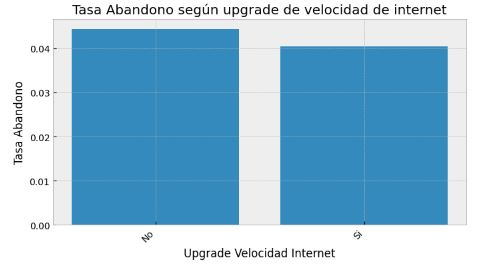 Tasa Abandono según upgrade de velocidad de internet
Tasa Abandono
0.04
0.03
0.02
0.01
0.00
No
Si
Upgrade Velocidad Internet